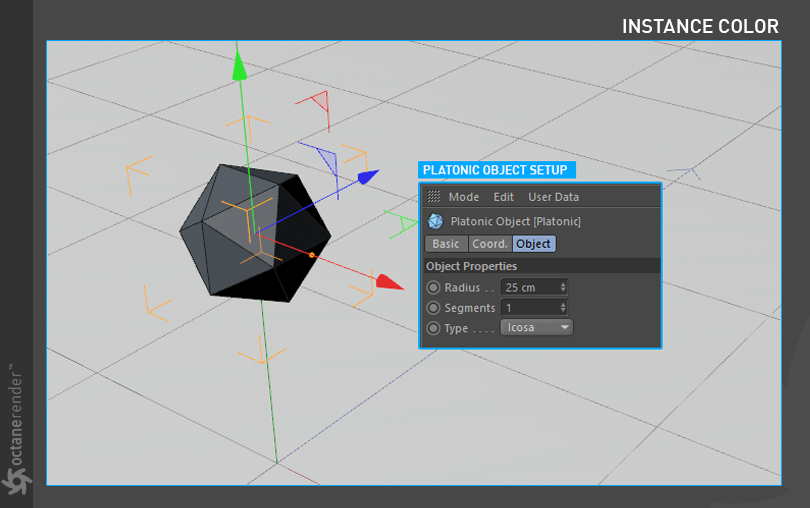 INSTANCE COLOR
PLATONIC OBJECT SETUP
Mode Edit User Data
Platonic Object [Platonic]
Basic Coord. Object
Object Properties
Radius . . 25 cm
Segments 1
Type . . . . Icosa
octanerender™